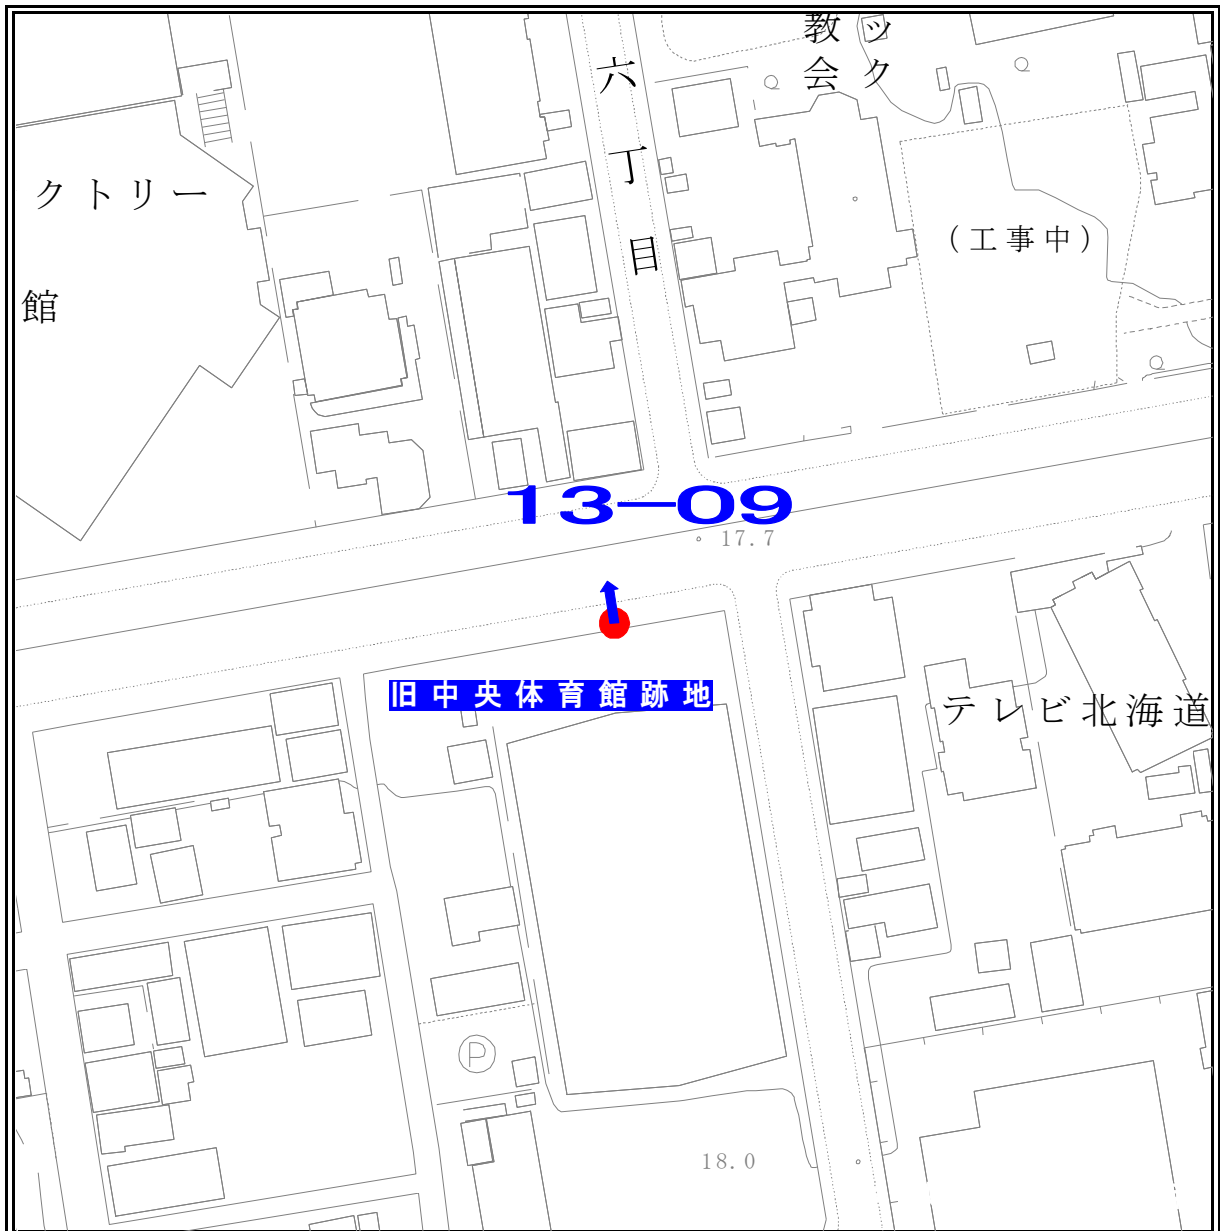 教 ッ
会 ク
六丁目
クトリー
（工事中）
館
13-09
17.7
旧中央体育館跡地
テレビ北海道
P
18.0